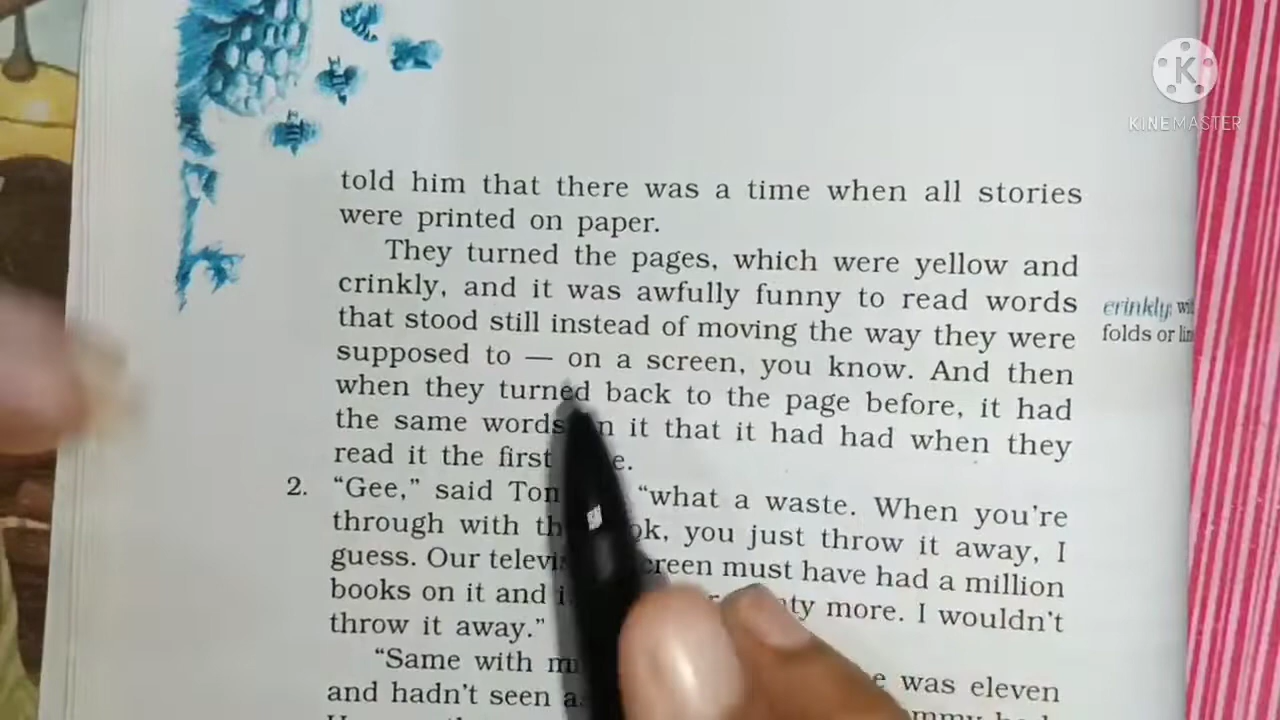 K
KINEMASTER
told him that there was a time when all stories
were printed on paper.
They turned the pages, which were yellow and
crinkly, and it was awfully funny to read words
that stood still instead of moving the way they were
supposed to — on a screen, you know. And then
when they turned back to the page before, it had
the same words it that it had had when they
read it the first
2. "Gee," said "what a waste. When you're
through with you just throw it away, I
guess. Our must have had a million
books on it and more. I wouldn't
throw it away."
"Same with was eleven
and hadn't seen
crinkly:
folds or